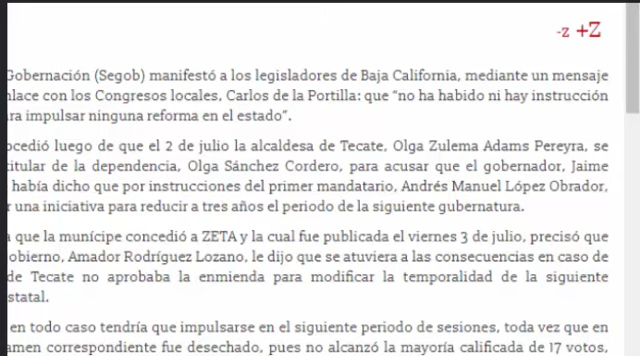 -z +Z
Gobernación (Segob) manifestó a los legisladores de Baja California, mediante un mensaje
con los Congresos locales, Carlos de la Portilla: que “no ha habido ni hay instrucción
impulsar ninguna reforma en el estado”.
luego de que el 2 de julio la alcaldesa de Tecate, Olga Zulema Adams Pereyra, se
titular de la dependencia, Olga Sánchez Cordero, para acusar que el gobernador, Jaime
había dicho que por instrucciones del primer mandatario, Andrés Manuel López Obrador,
una iniciativa para reducir a tres años el periodo de la siguiente gubernatura.
que la munícipe concedió a ZETA y la cual fue publicada el viernes 3 de julio, precisó que
Amador Rodríguez Lozano, le dijo que se atuviera a las consecuencias en caso de
de Tecate no aprobaba la enmienda para modificar la temporalidad de la siguiente
en todo caso tendría que impulsarse en el siguiente periodo de sesiones, toda vez que en
correspondiente fue desechado, pues no alcanzó la mayoría calificada de 17 votos,